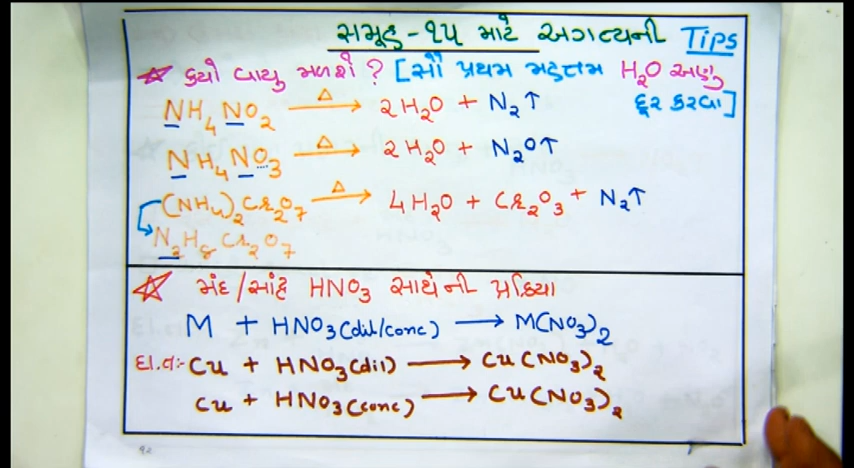 સમૂહ - ૧૫ માટે અગત્યની Tips
☆ કયો વાયુ મળશે ? [સૌ પ્રથમ મહત્તમ H₂O અણુ દૂર કરવા]
NH₄NO₂ —Δ→ 2H₂O + N₂↑
NH₄NO₃ —Δ→ 2H₂O + N₂O↑
(NH₄)₂Cr₂O₇ —Δ→ 4H₂O + Cr₂O₃ + N₂↑
N₂H₈Cr₂O₇
☆ મંદ/સાંદ્ર HNO₃ સાથેની પ્રક્રિયા
M + HNO₃(dil/conc) → M(NO₃)₂
દા.ત:- Cu + HNO₃(dil) → Cu(NO₃)₂
Cu + HNO₃(conc) → Cu(NO₃)₂